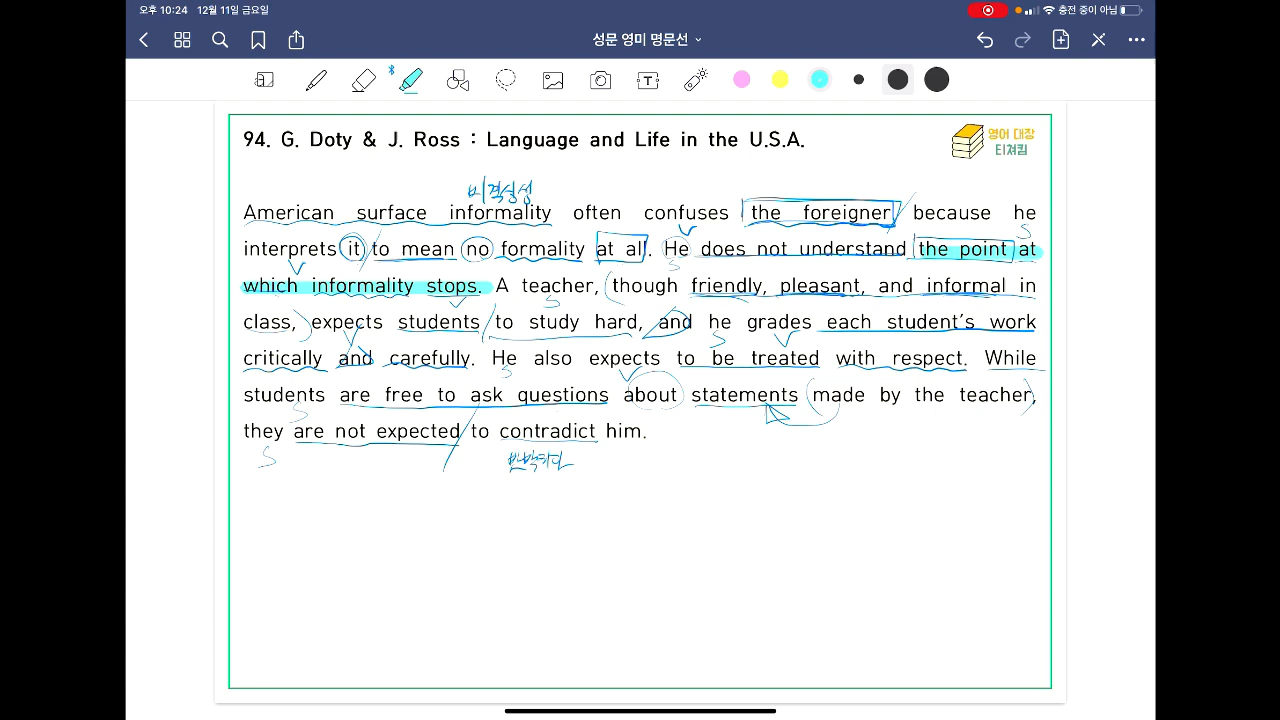 오후 10:24 12월 11일 금요일
충전 중이 아님
성문 영미 명문선
94. G. Doty & J. Ross : Language and Life in the U.S.A.
영어 대장
티쳐킴
비격식성
American surface informality often confuses the foreigner because he
interprets it to mean no formality at all. He does not understand the point at
which informality stops. A teacher, though friendly, pleasant, and informal in
class, expects students to study hard, and he grades each student's work
critically and carefully. He also expects to be treated with respect. While
students are free to ask questions about statements made by the teacher,
they are not expected to contradict him.
반박하다